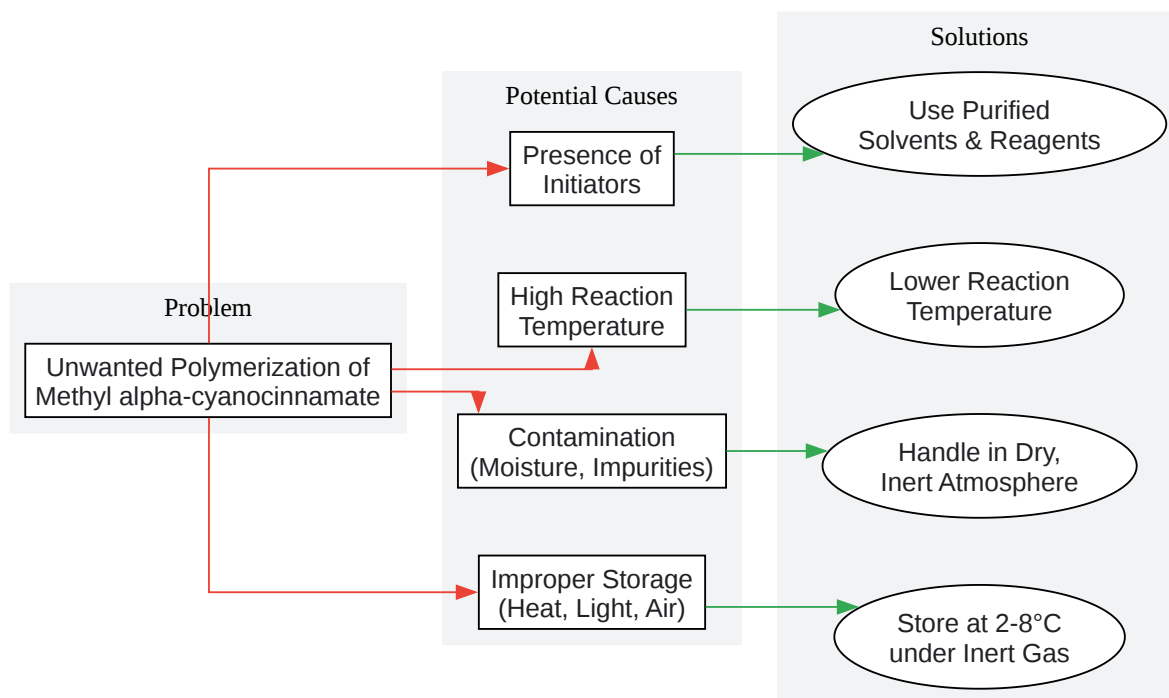 Problem
Unwanted Polymerization of
Methyl alpha-cyanocinnamate
Potential Causes
Presence of
Initiators
High Reaction
Temperature
Contamination
(Moisture, Impurities)
Improper Storage
(Heat, Light, Air)
Solutions
Use Purified
Solvents & Reagents
Lower Reaction
Temperature
Handle in Dry,
Inert Atmosphere
Store at 2-8°C
under Inert Gas